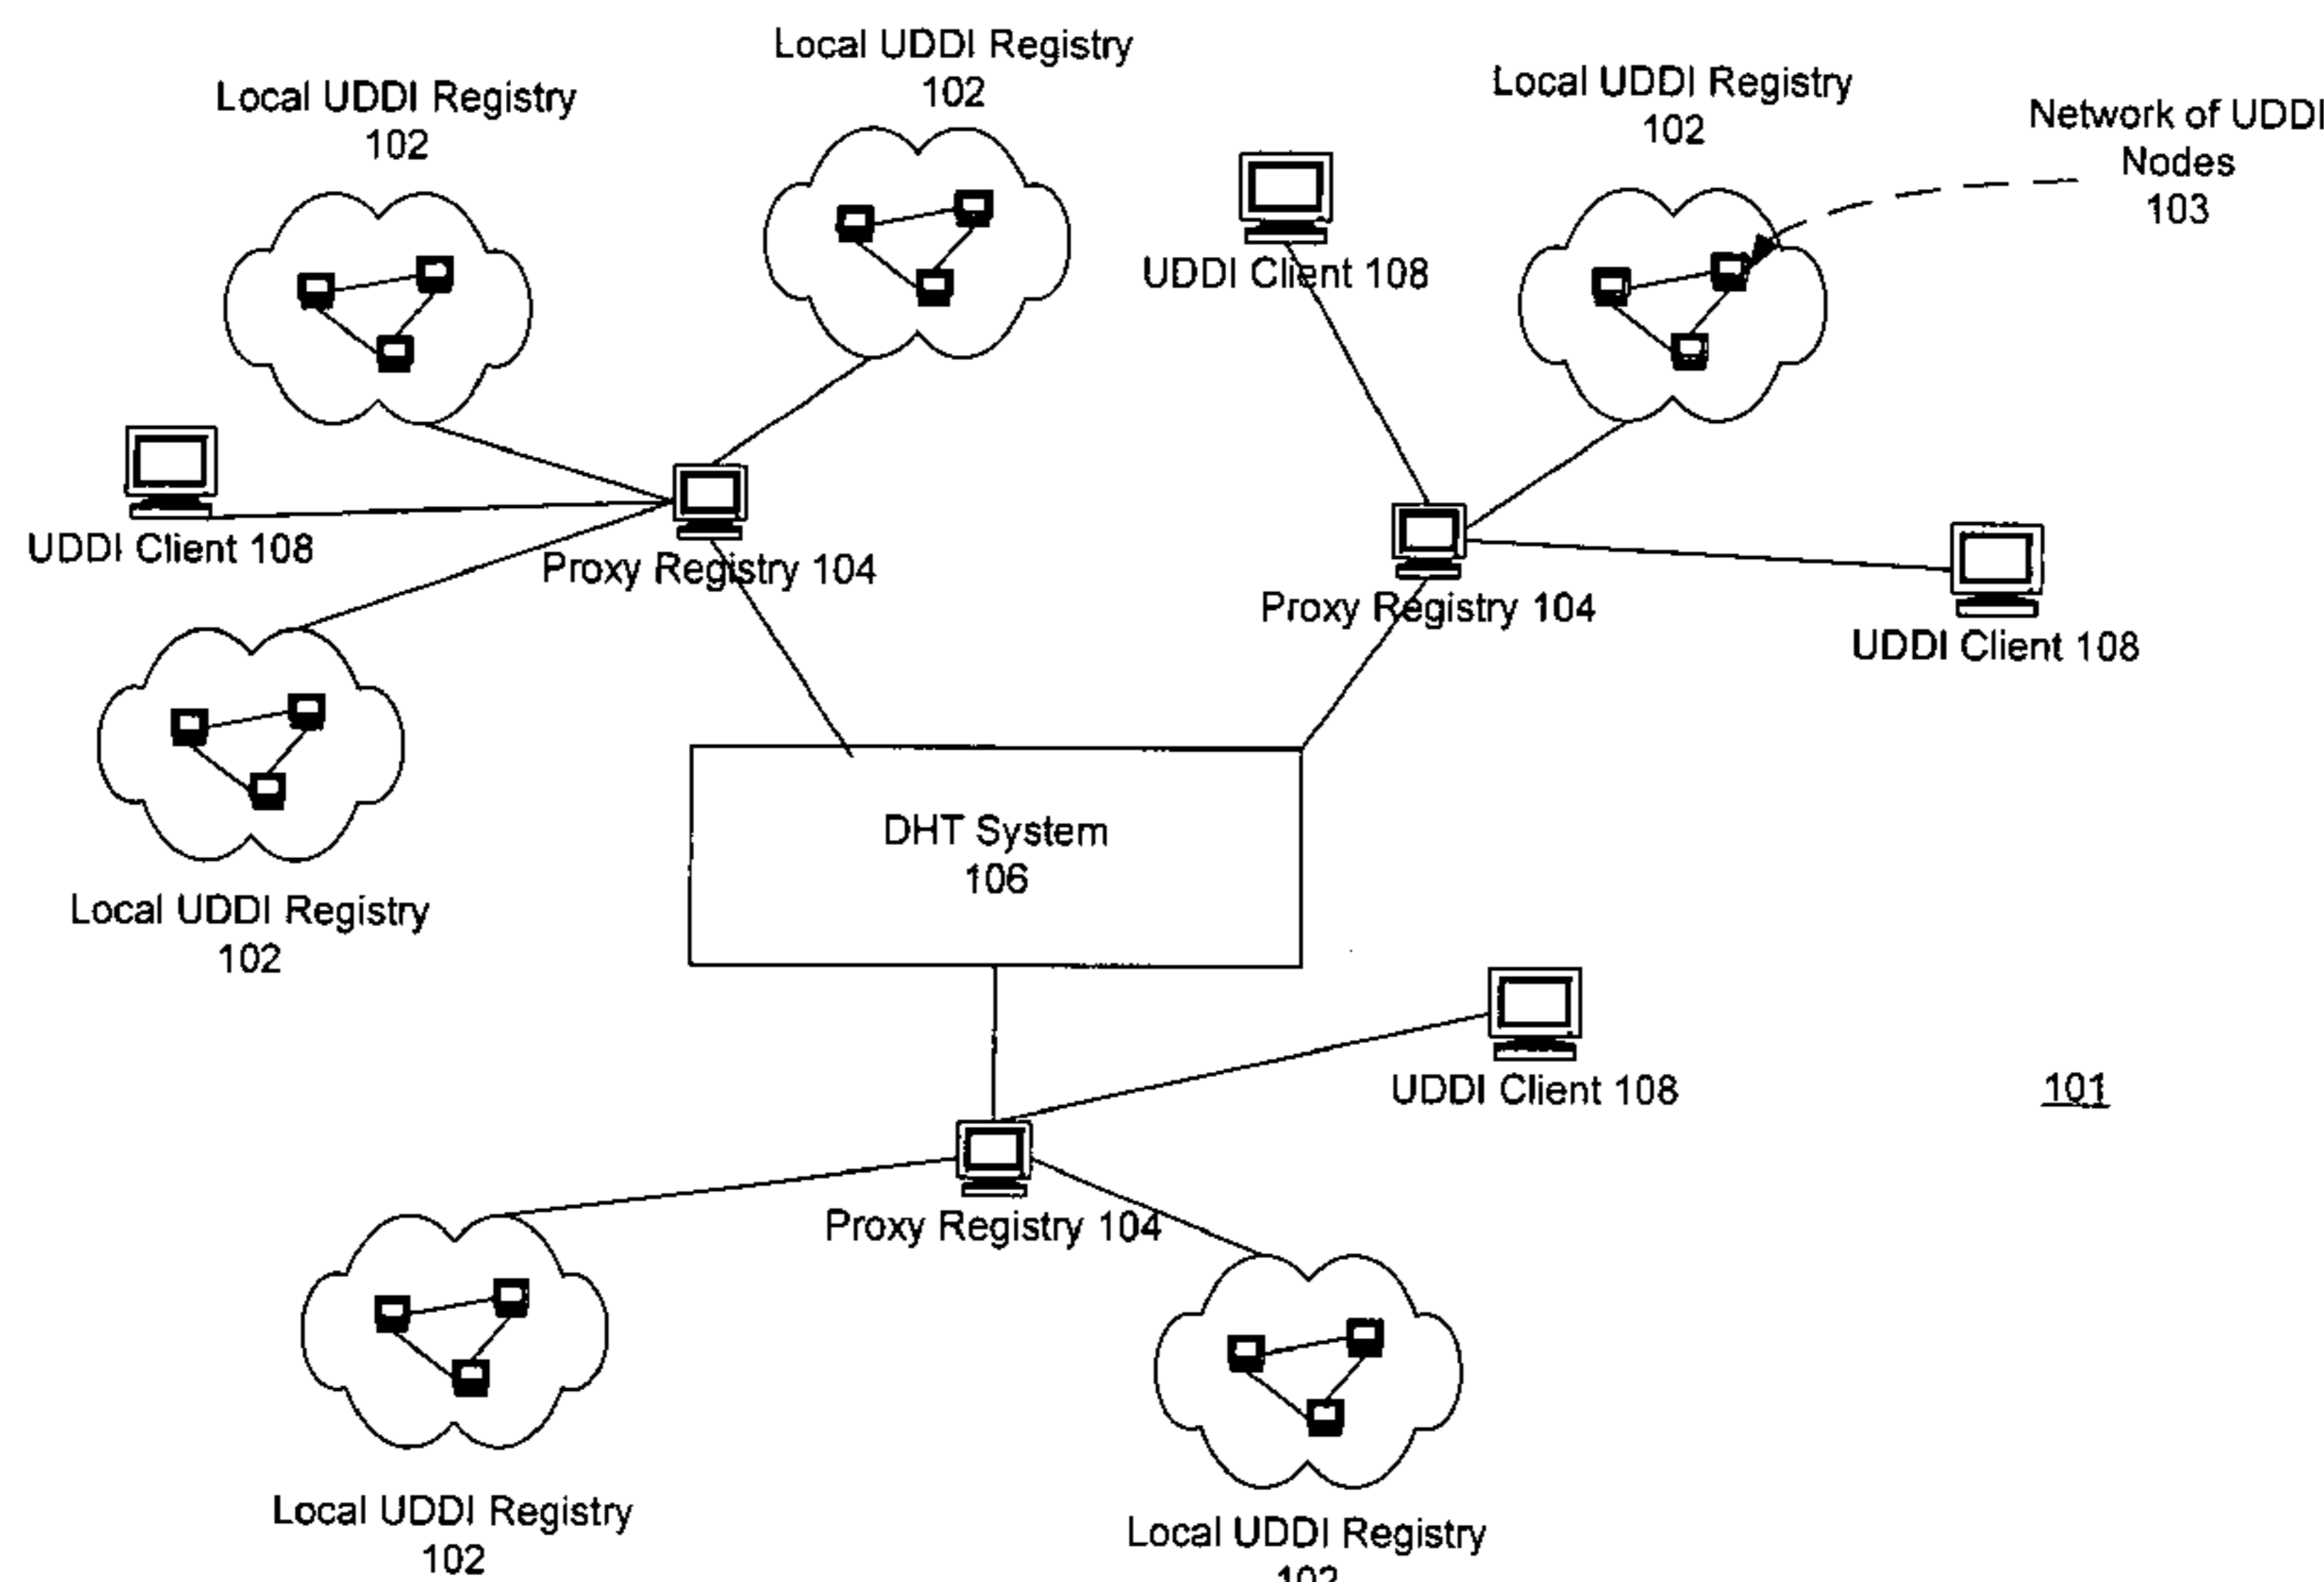 Local UDDI Registry
102
Local UDDI Registry
102
Local UDDI Registry
102
Network of UDDI
Nodes
103
UDDI Client 108
UDDI Client 108
Proxy Registry 104
Proxy Registry 104
UDDI Client 108
DHT System
106
Local UDDI Registry
102
UDDI Client 108
101
Proxy Registry 104
Local UDDI Registry
102
Local UDDI Registry
102